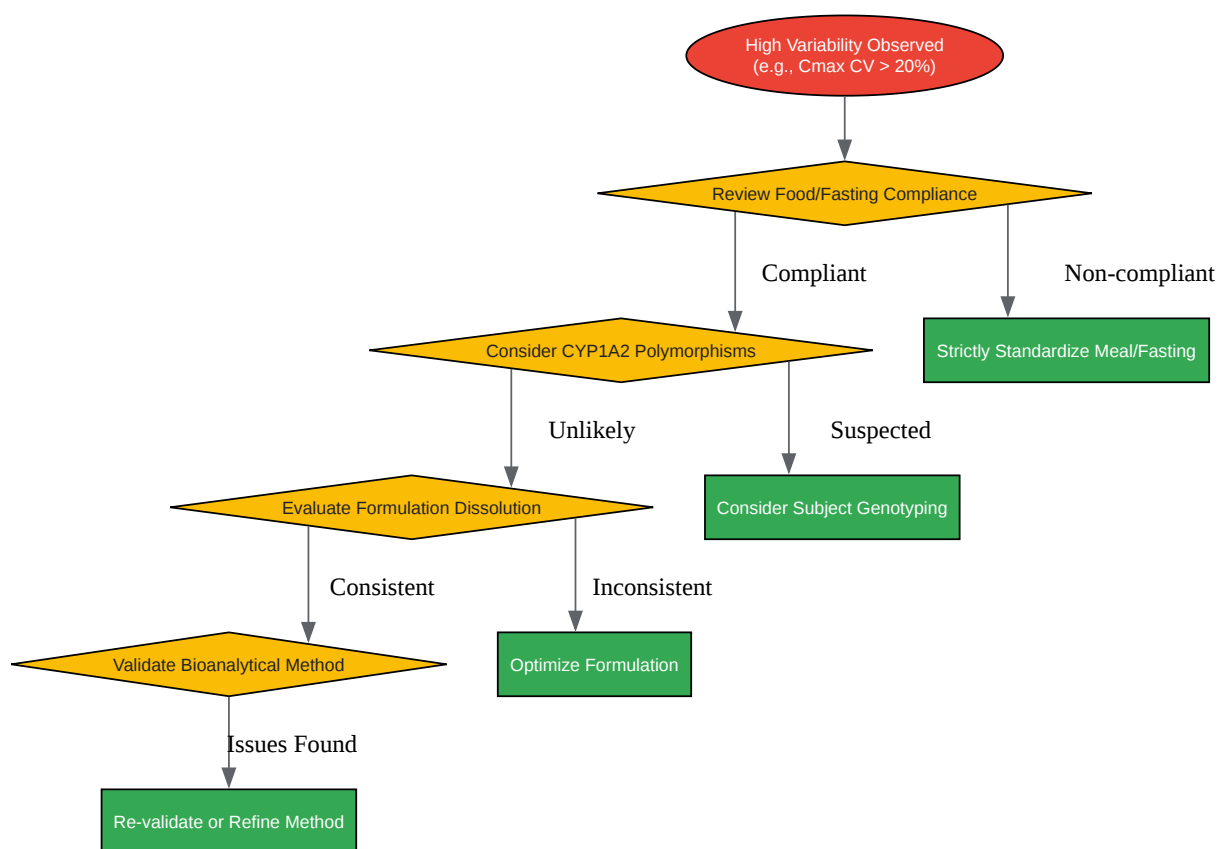 High Variability Observed
(e.g., Cmax CV > 20%)
Review Food/Fasting Compliance
Compliant
Non-compliant
Consider CYP1A2 Polymorphisms
Strictly Standardize Meal/Fasting
Unlikely
Suspected
Evaluate Formulation Dissolution
Consider Subject Genotyping
Consistent
Inconsistent
Validate Bioanalytical Method
Optimize Formulation
Issues Found
Re-validate or Refine Method